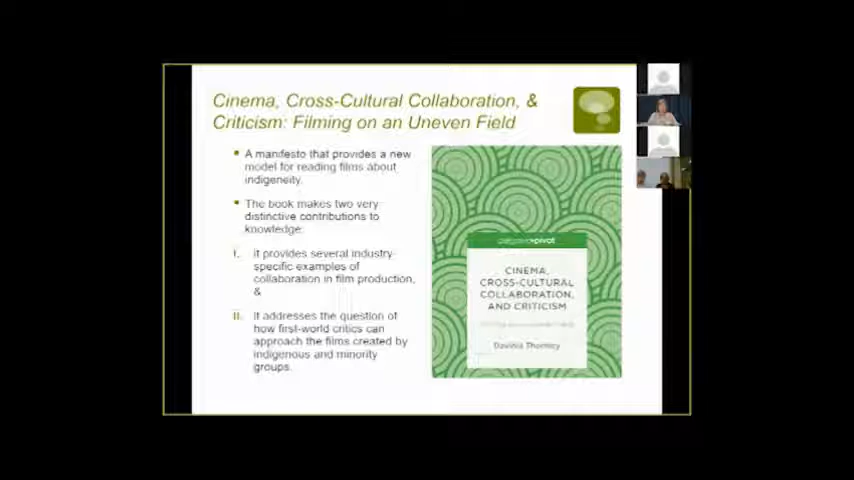 Cinema, Cross-Cultural Collaboration, &
Criticism: Filming on an Uneven Field
A manifesto that provides a new
model for reading films about
indigeneity.
The book makes two very
distinctive contributions to
knowledge:
I. It provides several industry-
specific examples of
collaboration in film production,
&
II. It addresses the question of
how first-world critics can
approach the films created by
indigenous and minority
groups.
palgrave▸pivot
CINEMA,
CROSS-CULTURAL
COLLABORATION,
AND CRITICISM
Davinia Thornley